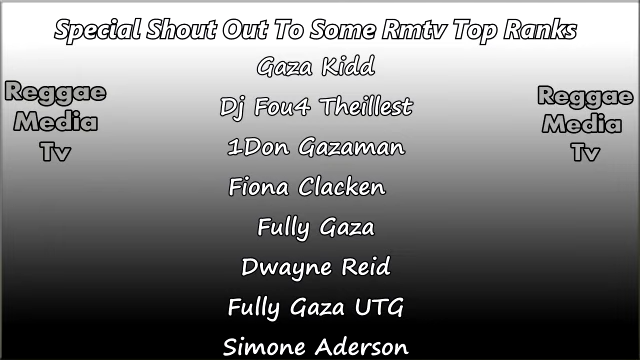 Special Shout Out To Some Rmtv Top Ranks
Gaza Kidd
Reggae
Media
Tv
Dj Fou4 Theillest
1Don Gazaman
Fiona Clacken
Fully Gaza
Dwayne Reid
Fully Gaza UTG
Simone Aderson
Reggae
Media
Tv